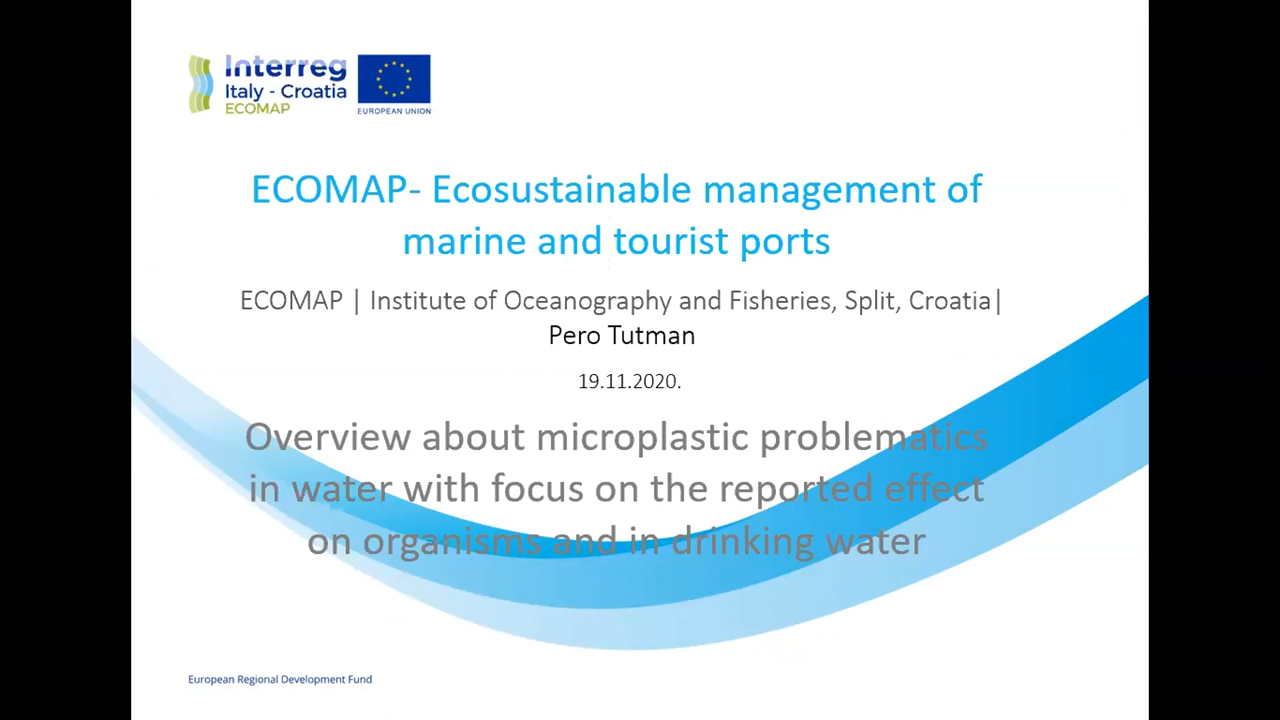 Interreg
Italy - Croatia
ECOMAP
EUROPEAN UNION
ECOMAP- Ecosustainable management of
marine and tourist ports
ECOMAP | Institute of Oceanography and Fisheries, Split, Croatia|
Pero Tutman
19.11.2020.
Overview about microplastic problematics
in water with focus on the reported effect
on organisms and in drinking water
European Regional Development Fund